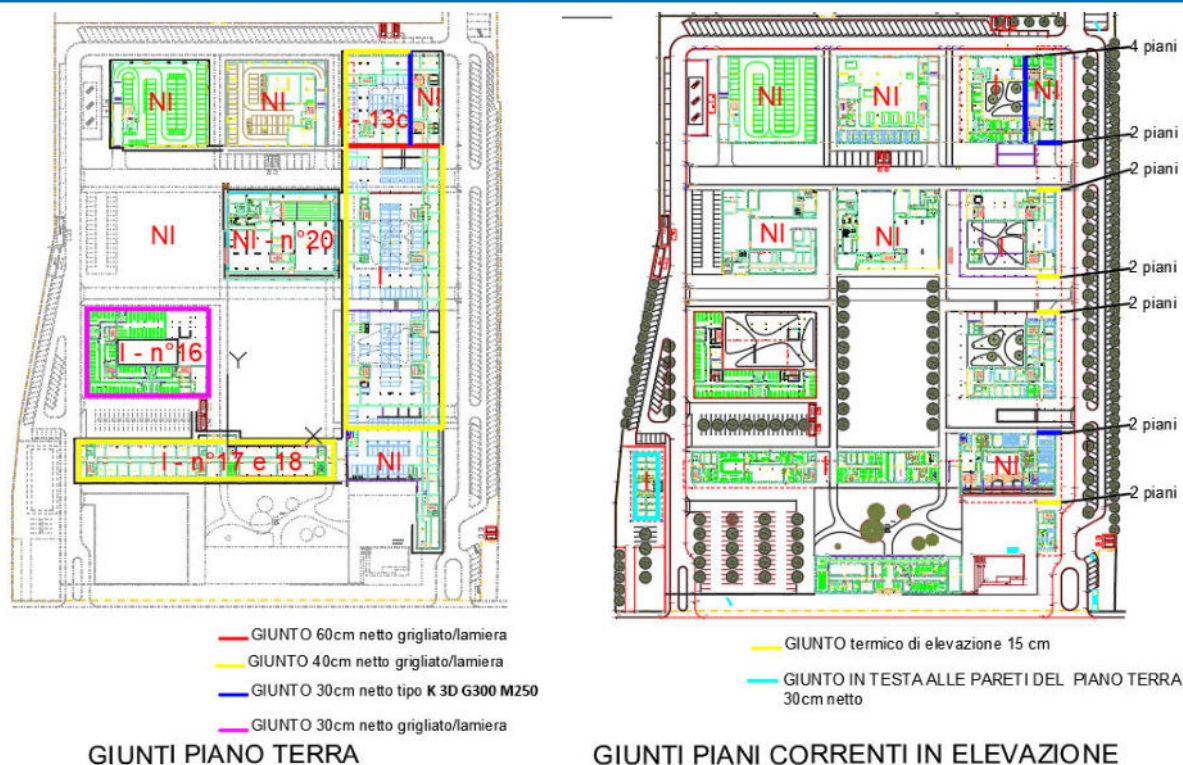 NI
NI
I - 13c
NI
NI
NI - n°20
I
I - n°16
Y
X
I - n°17 e 18
NI
GIUNTO 60cm netto grigliato/lamiera
GIUNTO 40cm netto grigliato/lamiera
GIUNTO 30cm netto tipo K 3D G300 M250
GIUNTO 30cm netto grigliato/lamiera
GIUNTI PIANO TERRA
NI
NI
I
NI
4 piani
2 piani
2 piani
NI
NI
I
2 piani
2 piani
2 piani
I
NI
2 piani
GIUNTO termico di elevazione 15 cm
GIUNTO IN TESTA ALLE PARETI DEL PIANO TERRA
30cm netto
GIUNTI PIANI CORRENTI IN ELEVAZIONE